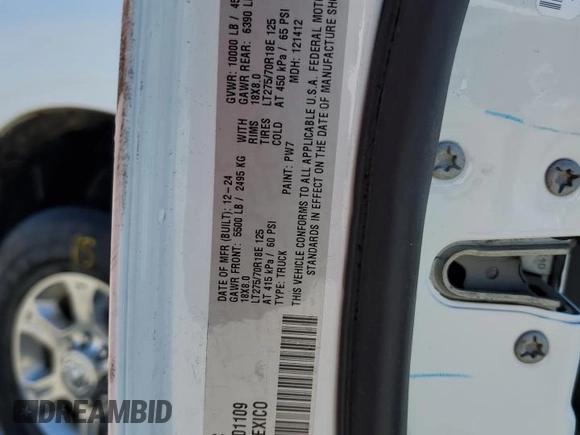 DATE OF MFR (BUILT): 12-24
GVWR: 10000 LB /
GAWR FRONT: 5500 LB / 2495 KG WITH
GAWR REAR: 6390
18X8.0 RIMS 18X8.0
LT275/70R18E 125 TIRES LT275/70R18E 125
AT 415 kPa / 60 PSI COLD AT 450 kPa / 65 PSI
TYPE: TRUCK PAINT: PW7 MDH: 121412
THIS VEHICLE CONFORMS TO ALL APPLICABLE U.S.A. FEDERAL MOTOR
STANDARDS IN EFFECT ON THE DATE OF MANUFACTURE
01109
DREAMBID.COM